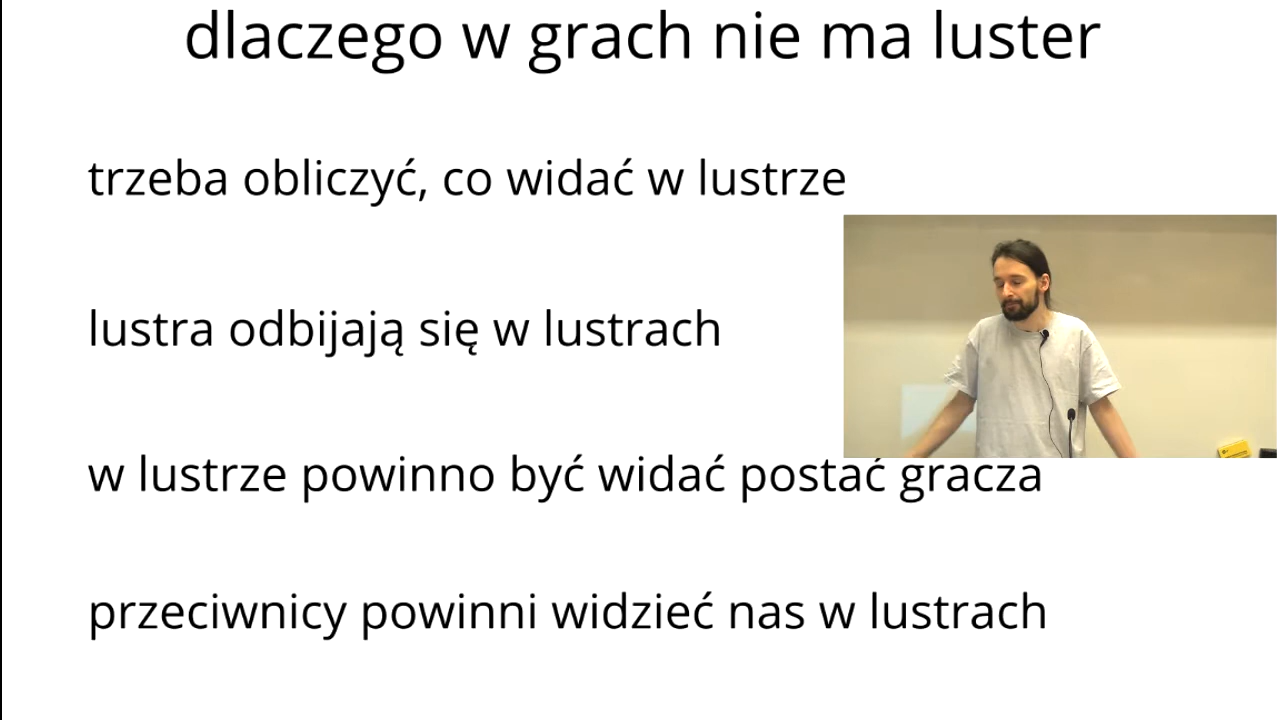 dlaczego w grach nie ma luster
trzeba obliczyć, co widać w lustrze
lustra odbijają się w lustrach
w lustrze powinno być widać postać gracza
przeciwnicy powinni widzieć nas w lustrach